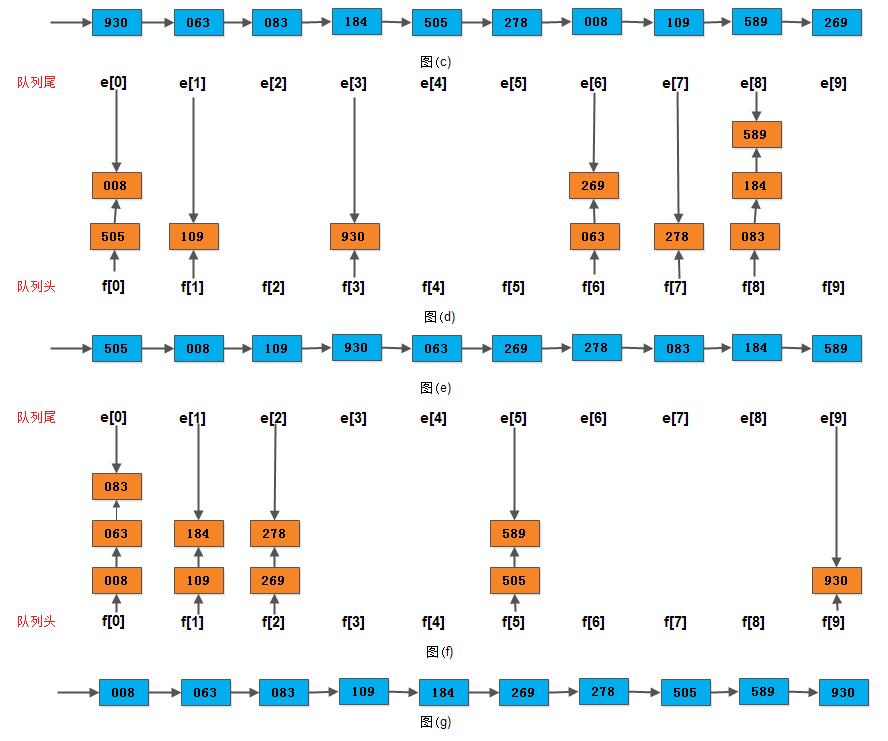 930 063 083 184 505 278 008 109 589 269
图(c)
队列尾 e[0] e[1] e[2] e[3] e[4] e[5] e[6] e[7] e[8] e[9]
589
008 269 184
505 109 930 063 278 083
队列头 f[0] f[1] f[2] f[3] f[4] f[5] f[6] f[7] f[8] f[9]
图(d)
505 008 109 930 063 269 278 083 184 589
图(e)
队列尾 e[0] e[1] e[2] e[3] e[4] e[5] e[6] e[7] e[8] e[9]
083
063 184 278 589
008 109 269 505 930
队列头 f[0] f[1] f[2] f[3] f[4] f[5] f[6] f[7] f[8] f[9]
图(f)
008 063 083 109 184 269 278 505 589 930
图(g)